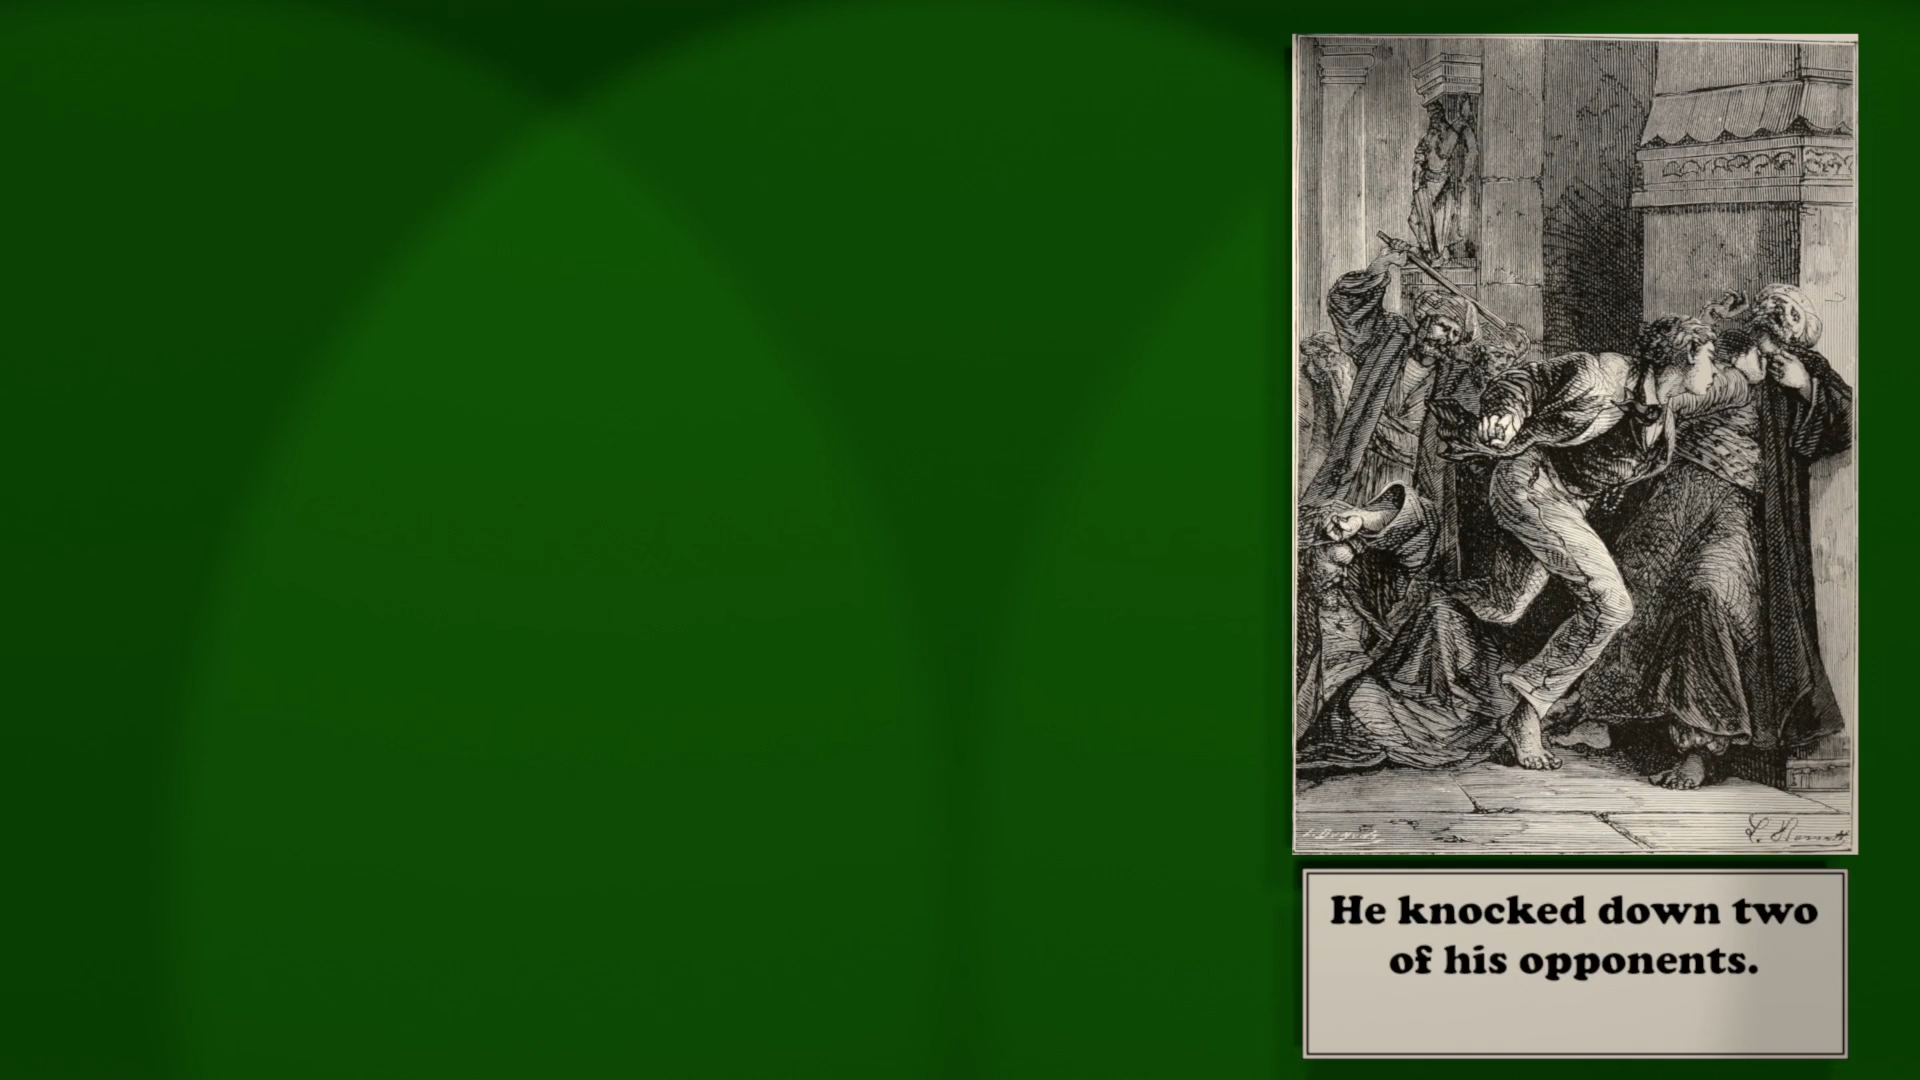 He knocked down two
of his opponents.